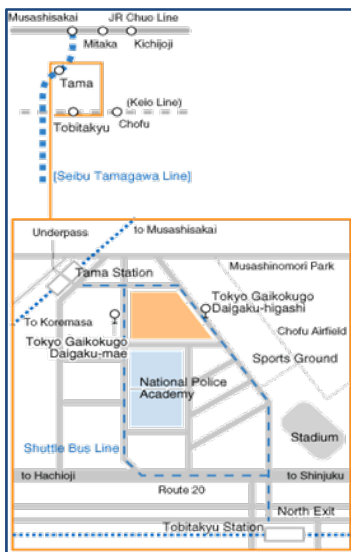 Musashisakai
JR Chuo Line
Mitaka
Kichijoji
Tama
(Keio Line)
Tobitakyu
Chofu
[Seibu Tamagawa Line]
Underpass
to Musashisakai
Tama Station
Musashinomori Park
Tokyo Gaikokugo
Daigaku-higashi
To Koremasa
Chofu Airfield
Tokyo Gaikokugo
Daigaku-mae
Sports Ground
National Police
Academy
Stadium
Shuttle Bus Line
to Hachioji
to Shinjuku
Route 20
North Exit
Tobitakyu Station